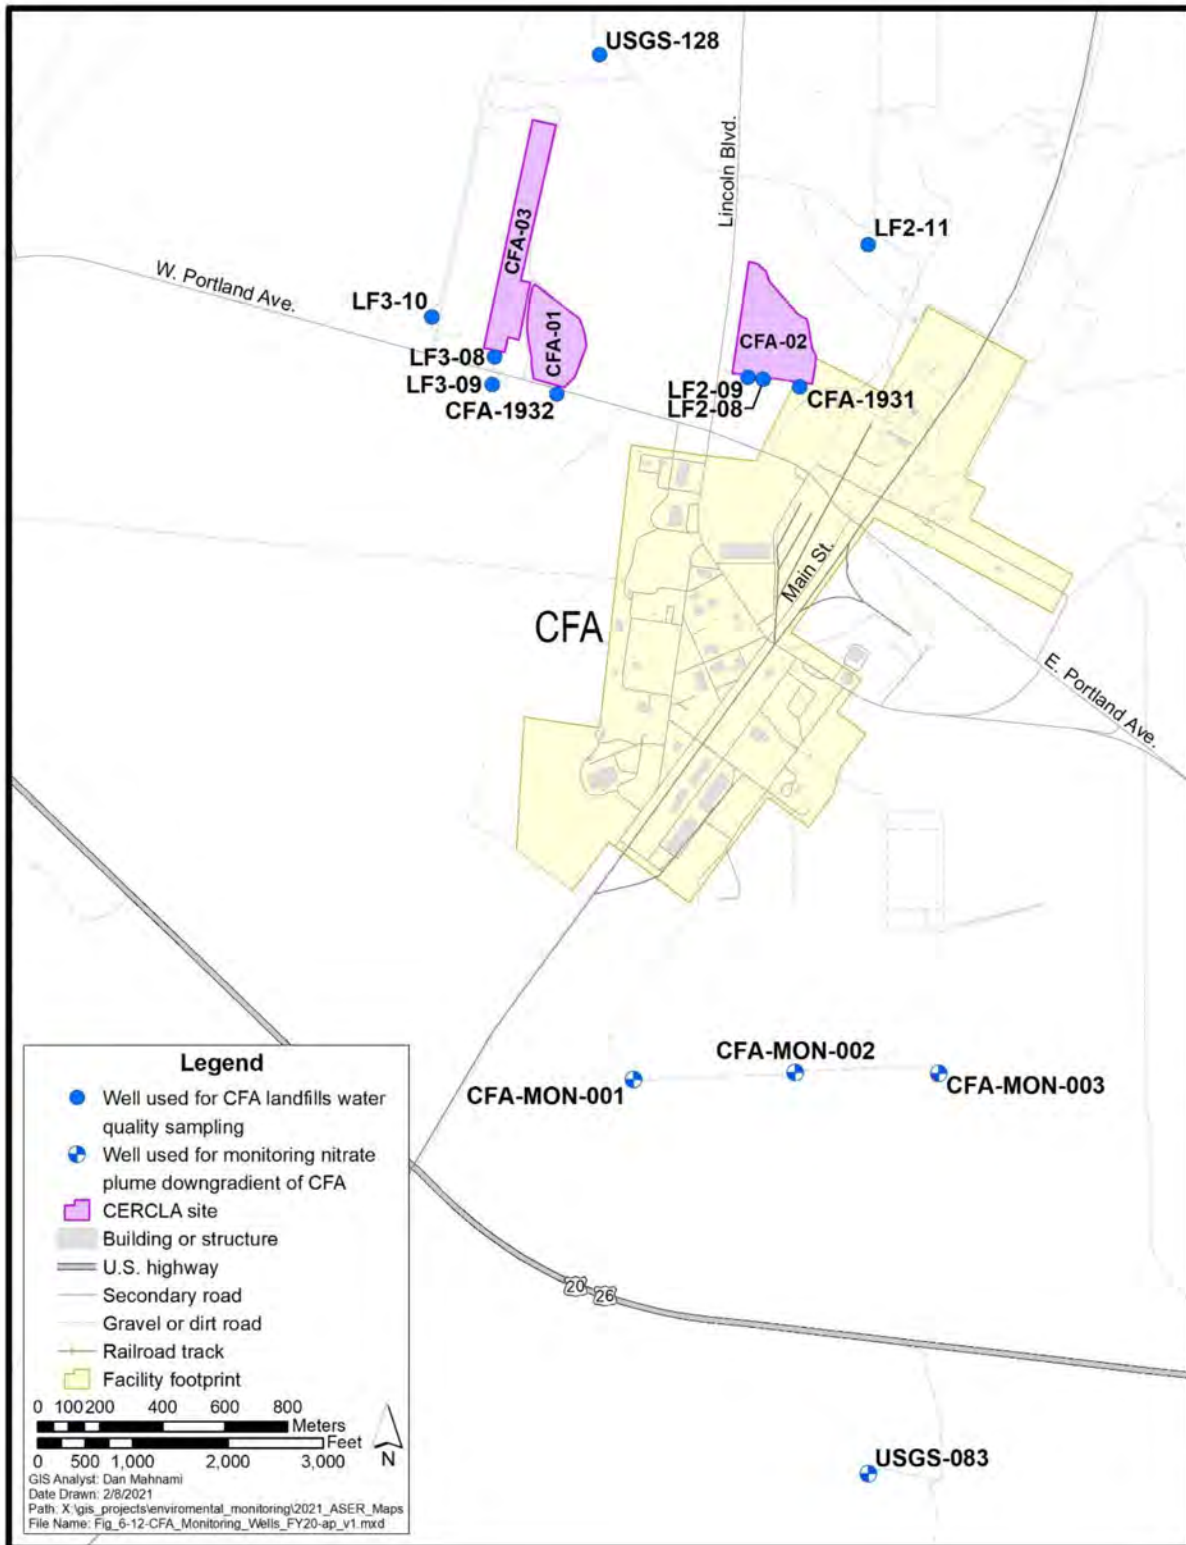 USGS-128
Lincoln Blvd.
CFA-03
LF2-11
W. Portland Ave.
LF3-10
CFA-01
CFA-02
LF3-08
LF3-09
CFA-1932
LF2-09
LF2-08
CFA-1931
Main St.
CFA
E. Portland Ave.
CFA-MON-001
CFA-MON-002
CFA-MON-003
20
26
USGS-083
Legend
Well used for CFA landfills water
quality sampling
Well used for monitoring nitrate
plume downgradient of CFA
CERCLA site
Building or structure
U.S. highway
Secondary road
Gravel or dirt road
Railroad track
Facility footprint
0 100 200 400 600 800
Meters
Feet
0 500 1,000 2,000 3,000
N
GIS Analyst: Dan Mahnami
Date Drawn: 2/8/2021
Path: X:\gis_projects\enviromental_monitoring\2021_ASER_Maps
File Name: Fig_6-12-CFA_Monitoring_Wells_FY20-ap_v1.mxd